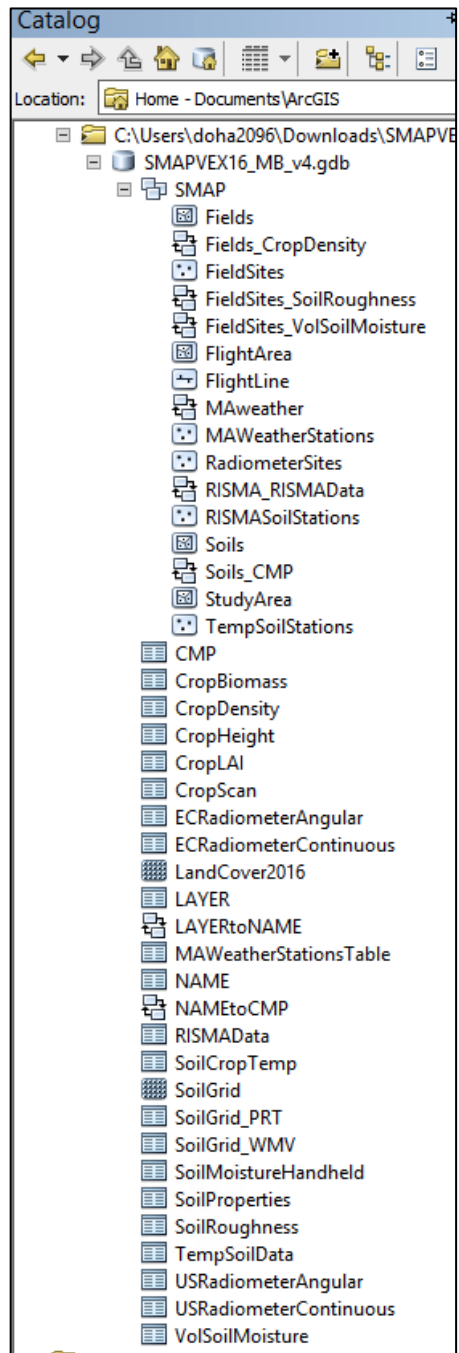 Catalog
Location: Home - Documents\ArcGIS
C:\Users\doha2096\Downloads\SMAPVE
SMAPVEX16_MB_v4.gdb
SMAP
Fields
Fields_CropDensity
FieldSites
FieldSites_SoilRoughness
FieldSites_VolSoilMoisture
FlightArea
FlightLine
MAweather
MAWeatherStations
RadiometerSites
RISMA_RISMAData
RISMASoilStations
Soils
Soils_CMP
StudyArea
TempSoilStations
CMP
CropBiomass
CropDensity
CropHeight
CropLAI
CropScan
ECRadiometerAngular
ECRadiometerContinuous
LandCover2016
LAYER
LAYERtoNAME
MAWeatherStationsTable
NAME
NAMEtoCMP
RISMAData
SoilCropTemp
SoilGrid
SoilGrid_PRT
SoilGrid_WMV
SoilMoistureHandheld
SoilProperties
SoilRoughness
TempSoilData
USRadiometerAngular
USRadiometerContinuous
VolSoilMoisture